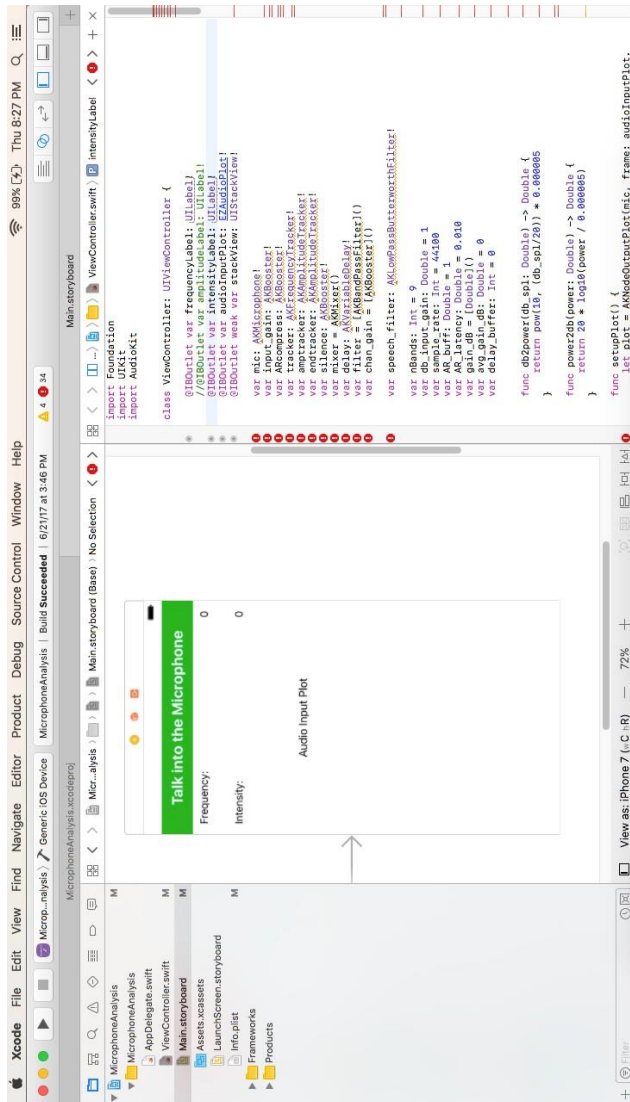 Xcode File Edit View Find Navigate Editor Product Debug Source Control Window Help 99% Thu 8:27 PM
Microp...nalysis Generic iOS Device MicrophoneAnalysis | Build Succeeded | 6/21/17 at 3:46 PM 4 34
MicrophoneAnalysis.xcodeproj Main.storyboard
MicrophoneAnalysis M
MicrophoneAnalysis
AppDelegate.swift
ViewController.swift M
Main.storyboard M
Assets.xcassets
LaunchScreen.storyboard
Info.plist M
Frameworks
Products
Filter
Micr...alysis Main.storyboard (Base) No Selection
Talk into the Microphone
Frequency: 0
Intensity: 0
Audio Input Plot
View as: iPhone 7 (wC hR) — 72% +
ViewController.swift P intensityLabel
import Foundation
import UIKit
import AudioKit
class ViewController: UIViewController {
@IBOutlet var frequencyLabel: UILabel!
//@IBOutlet var amplitudeLabel: UILabel!
@IBOutlet var intensityLabel: UILabel!
@IBOutlet var audioInputPlot: EZAudioPlot!
@IBOutlet weak var stackView: UIStackView!
var mic: AKMicrophone!
var input_gain: AKBooster!
var ARcompress: AKBooster!
var tracker: AKFrequencyTracker!
var amptracker: AKAmplitudeTracker!
var endtracker: AKAmplitudeTracker!
var silence: AKBooster!
var mixer = AKMixer()
var delay: AKVariableDelay!
var filter = [AKBandPassFilter]()
var chan_gain = [AKBooster]()
var speech_filter: AKLowPassButterworthFilter!
var nBands: Int = 9
var db_input_gain: Double = 1
var sample_rate: Int = 44100
var AR_buff: Double = 1
var AR_latency: Double = 0.010
var gain_dB = [Double]()
var avg_gain_dB: Double = 0
var delay_buffer: Int = 0
func db2power(db_spl: Double) -> Double {
return pow(10, (db_spl/20)) * 0.000005
}
func power2db(power: Double) -> Double {
return 20 * log10(power / 0.000005)
}
func setupPlot() {
let plot = AKNodeOutputPlot(mic, frame: audioInputPlot.